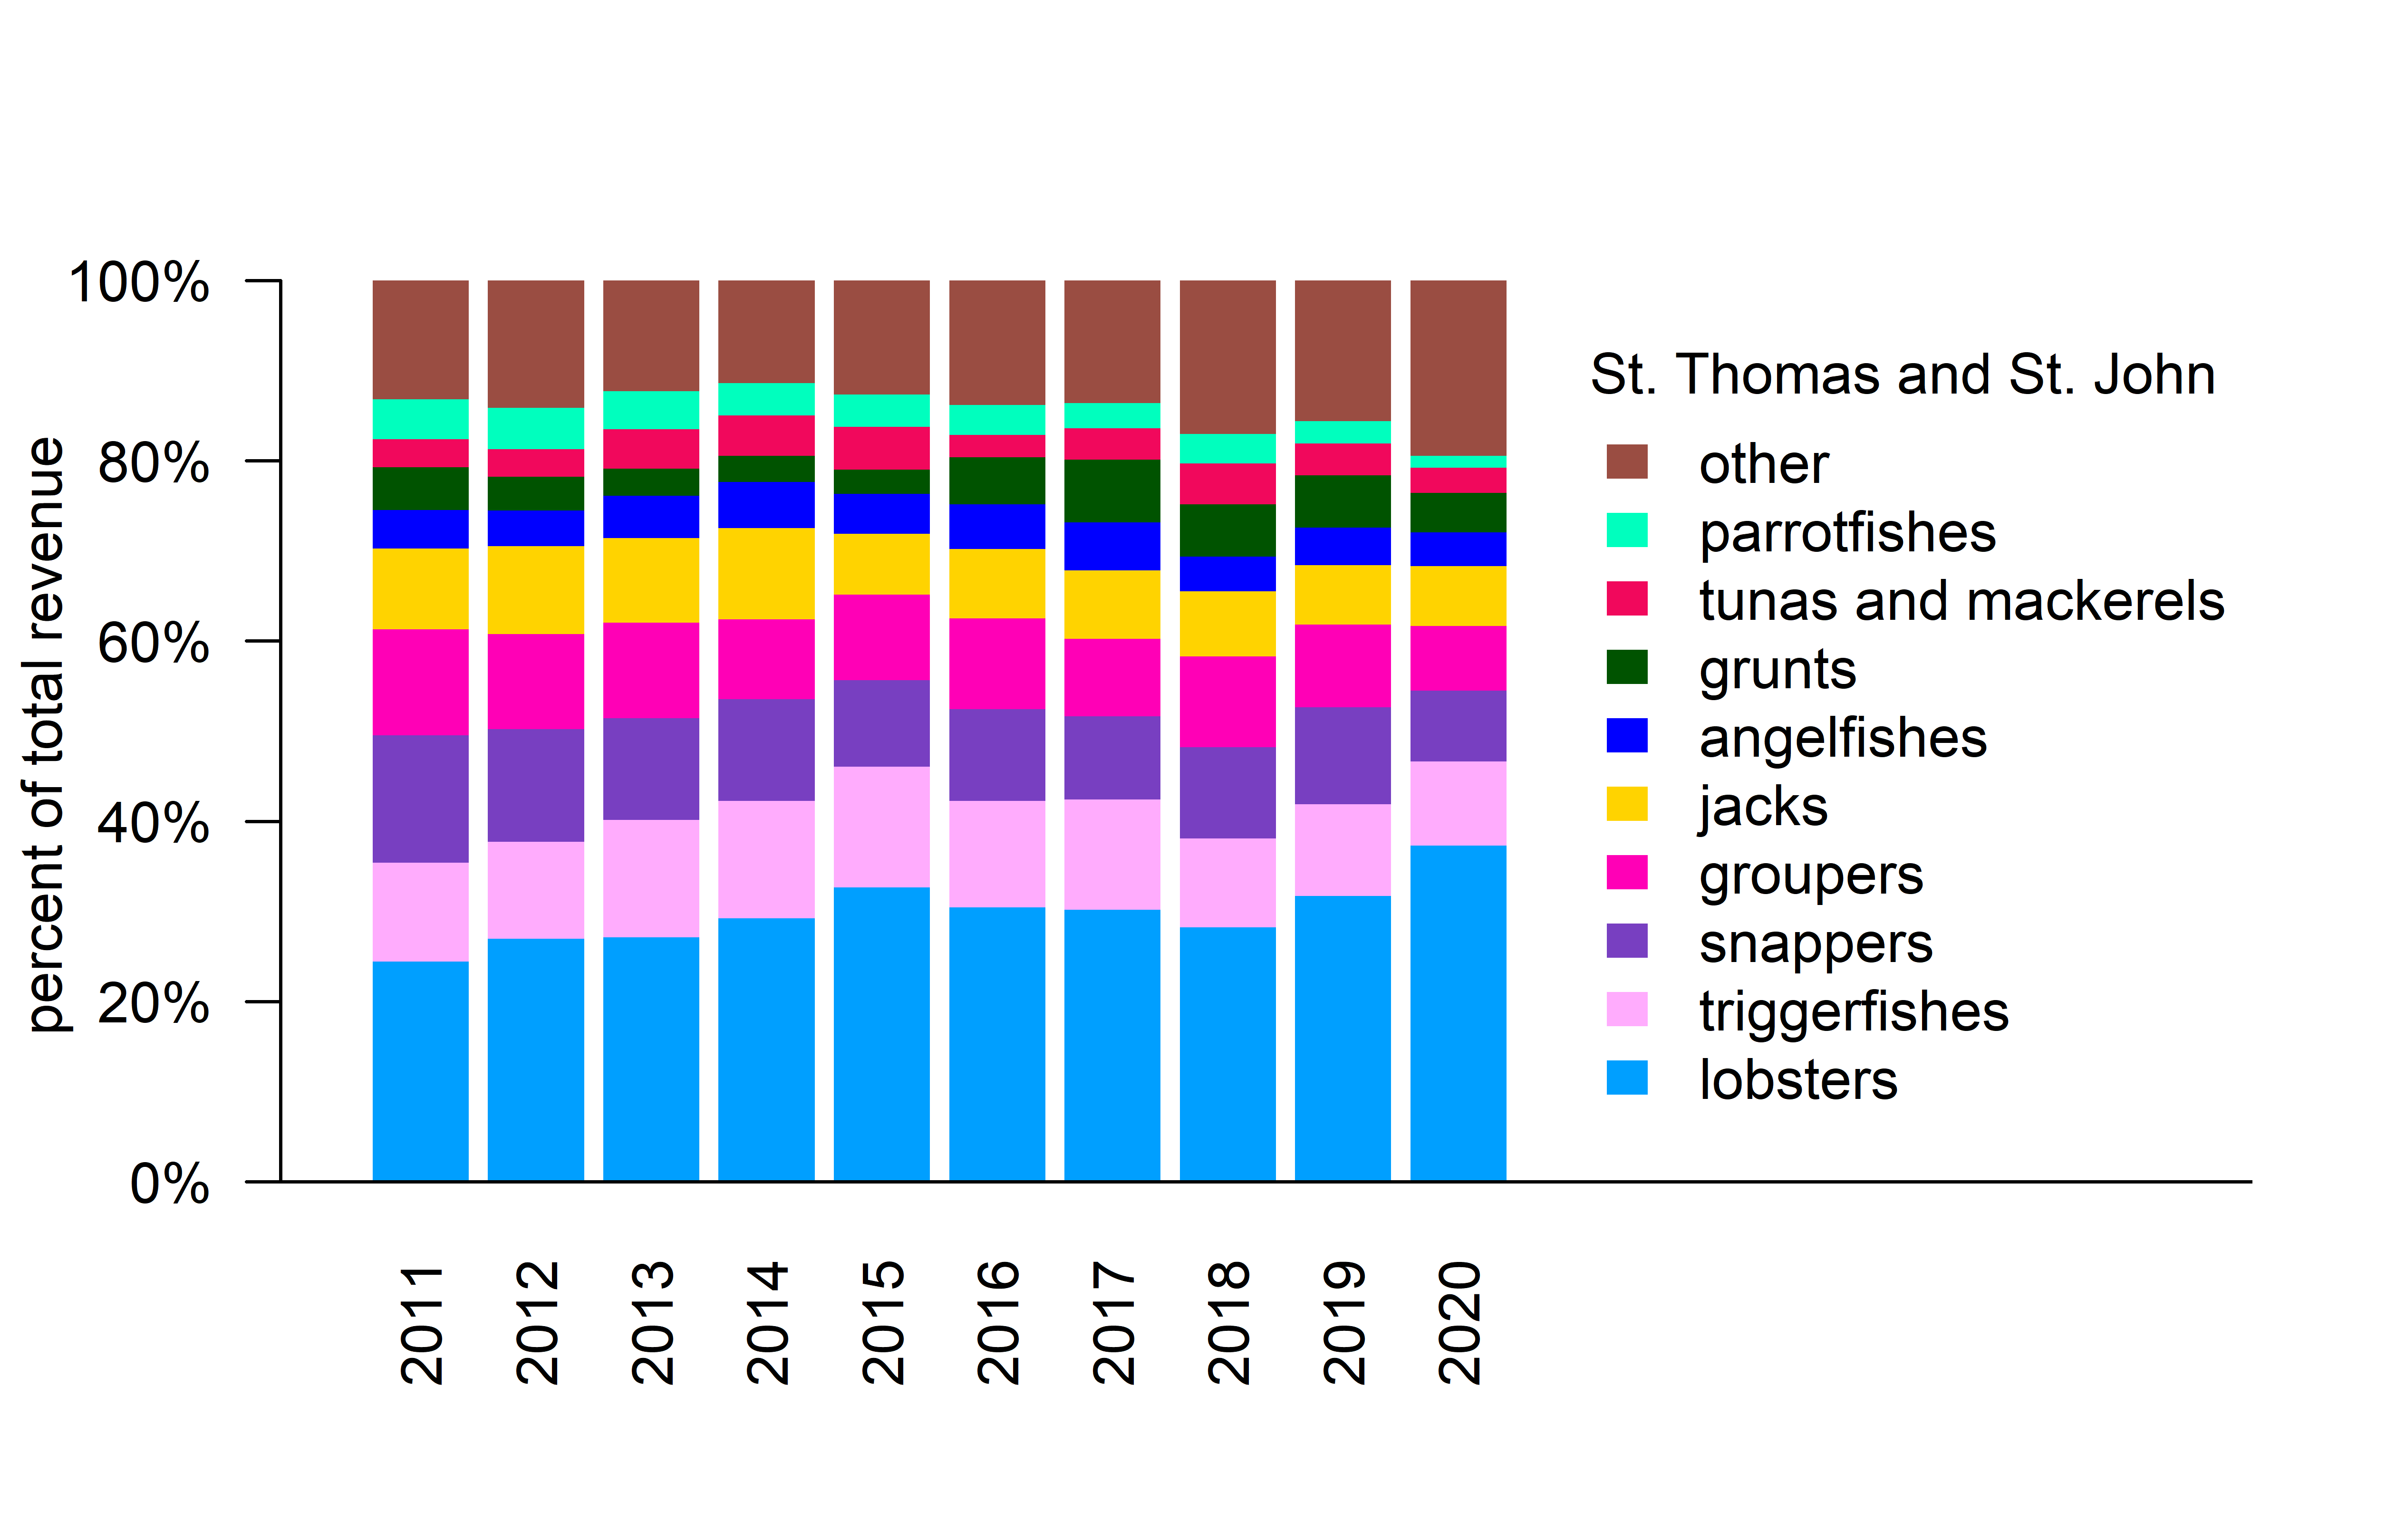 percent of total revenue
100%
80%
60%
40%
20%
0%
2011
2012
2013
2014
2015
2016
2017
2018
2019
2020
St. Thomas and St. John
other
parrotfishes
tunas and mackerels
grunts
angelfishes
jacks
groupers
snappers
triggerfishes
lobsters